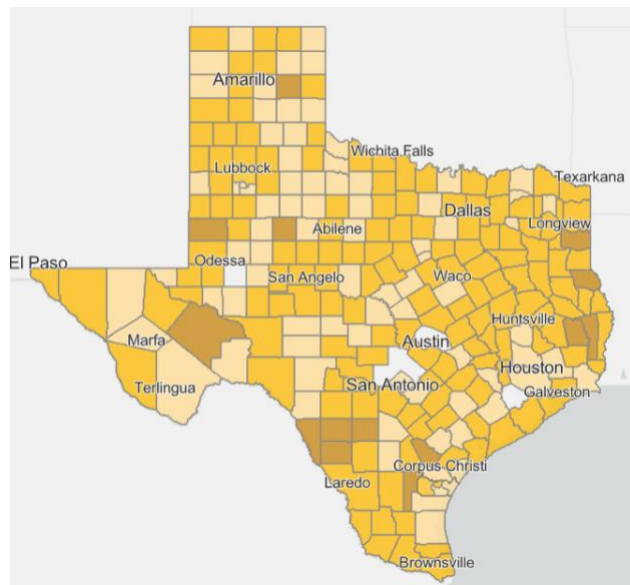 Amarillo
Wichita Falls
Lubbock
Texarkana
Dallas
Abilene
Longview
El Paso
Odessa
San Angelo
Waco
Huntsville
Marfa
Austin
Houston
Terlingua
San Antonio
Galveston
Corpus Christi
Laredo
Brownsville